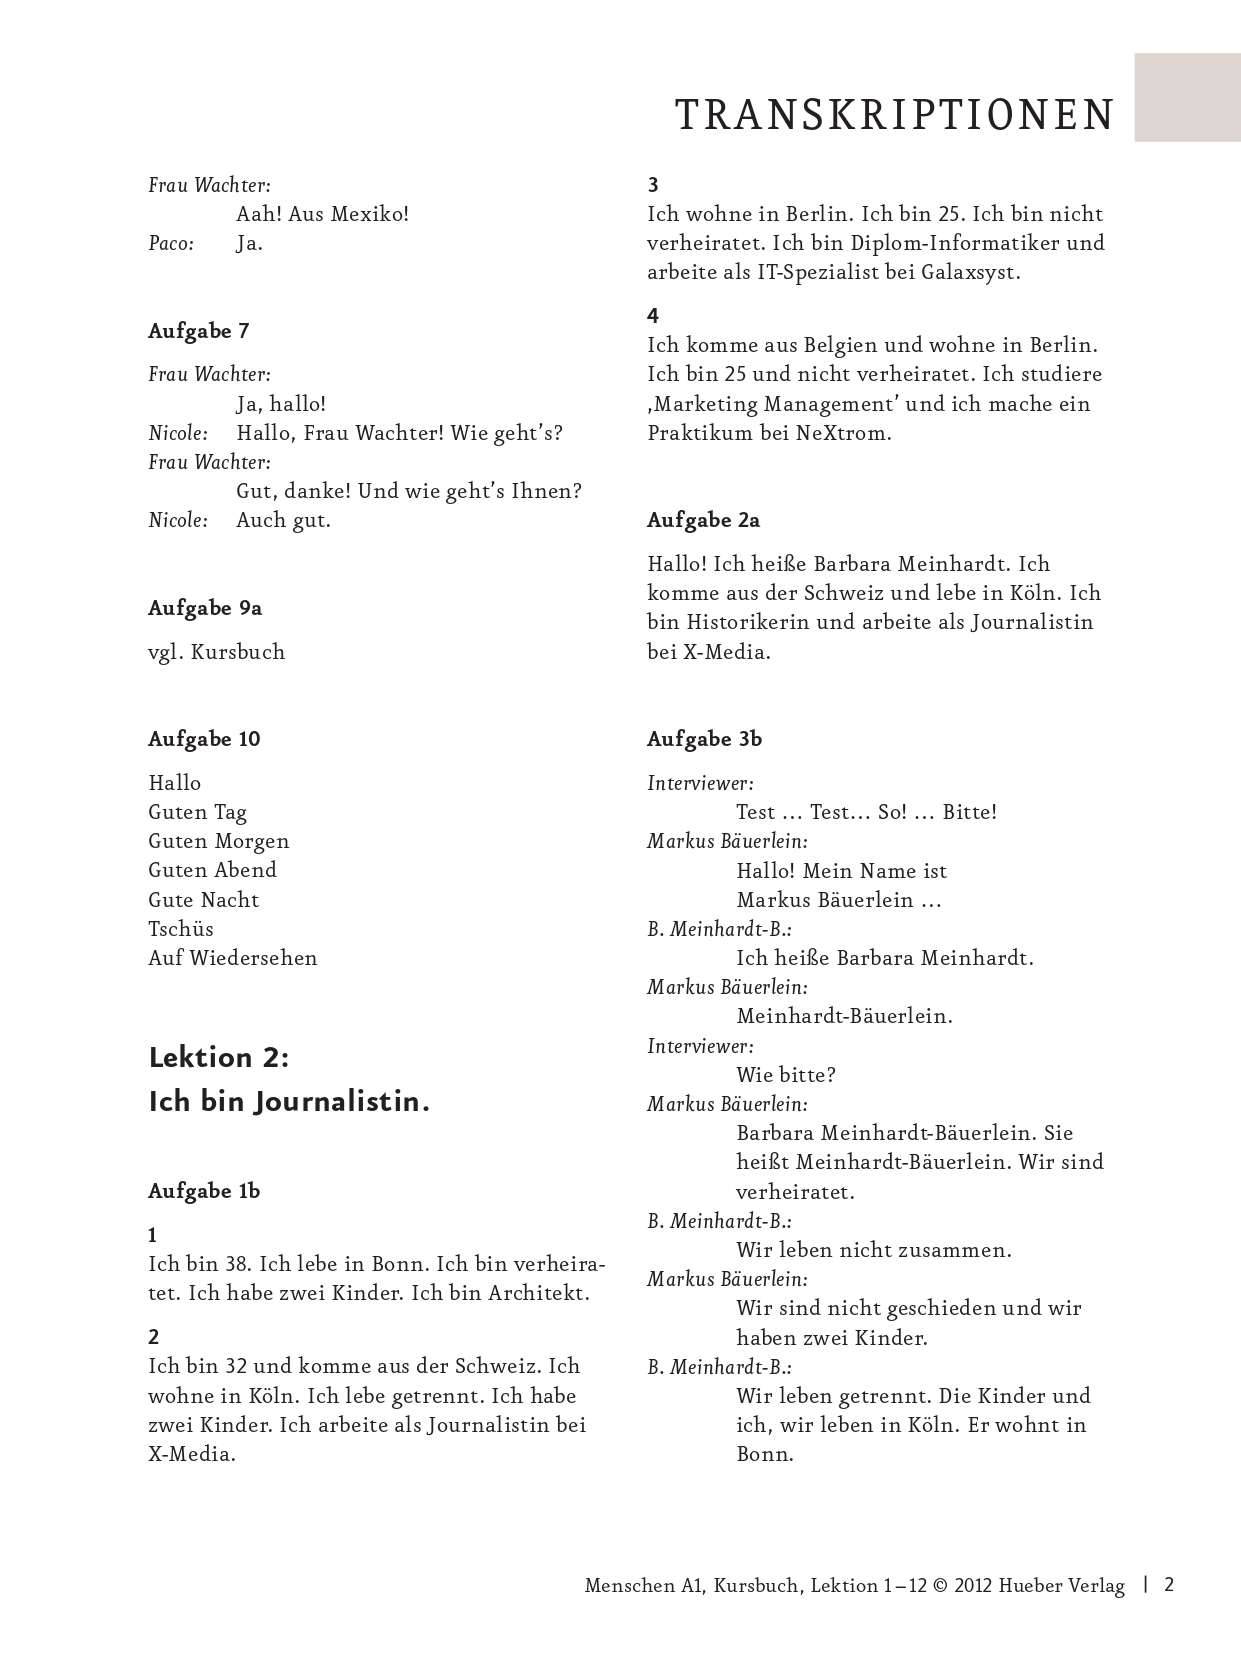 TRANSKRIPTIONEN
Frau Wachter:
Aah! Aus Mexiko!
Paco: Ja.
Aufgabe 7
Frau Wachter:
Ja, hallo!
Nicole: Hallo, Frau Wachter! Wie geht’s?
Frau Wachter:
Gut, danke! Und wie geht’s Ihnen?
Nicole: Auch gut.
Aufgabe 9a
vgl. Kursbuch
Aufgabe 10
Hallo
Guten Tag
Guten Morgen
Guten Abend
Gute Nacht
Tschüs
Auf Wiedersehen
Lektion 2:
Ich bin Journalistin.
Aufgabe 1b
1
Ich bin 38. Ich lebe in Bonn. Ich bin verheira-
tet. Ich habe zwei Kinder. Ich bin Architekt.
2
Ich bin 32 und komme aus der Schweiz. Ich
wohne in Köln. Ich lebe getrennt. Ich habe
zwei Kinder. Ich arbeite als Journalistin bei
X-Media.
3
Ich wohne in Berlin. Ich bin 25. Ich bin nicht
verheiratet. Ich bin Diplom-Informatiker und
arbeite als IT-Spezialist bei Galaxsyst.
4
Ich komme aus Belgien und wohne in Berlin.
Ich bin 25 und nicht verheiratet. Ich studiere
‚Marketing Management’ und ich mache ein
Praktikum bei NeXtrom.
Aufgabe 2a
Hallo! Ich heiße Barbara Meinhardt. Ich
komme aus der Schweiz und lebe in Köln. Ich
bin Historikerin und arbeite als Journalistin
bei X-Media.
Aufgabe 3b
Interviewer:
Test … Test… So! … Bitte!
Markus Bäuerlein:
Hallo! Mein Name ist
Markus Bäuerlein …
B. Meinhardt-B.:
Ich heiße Barbara Meinhardt.
Markus Bäuerlein:
Meinhardt-Bäuerlein.
Interviewer:
Wie bitte?
Markus Bäuerlein:
Barbara Meinhardt-Bäuerlein. Sie
heißt Meinhardt-Bäuerlein. Wir sind
verheiratet.
B. Meinhardt-B.:
Wir leben nicht zusammen.
Markus Bäuerlein:
Wir sind nicht geschieden und wir
haben zwei Kinder.
B. Meinhardt-B.:
Wir leben getrennt. Die Kinder und
ich, wir leben in Köln. Er wohnt in
Bonn.
Menschen A1, Kursbuch, Lektion 1 – 12 © 2012 Hueber Verlag | 2